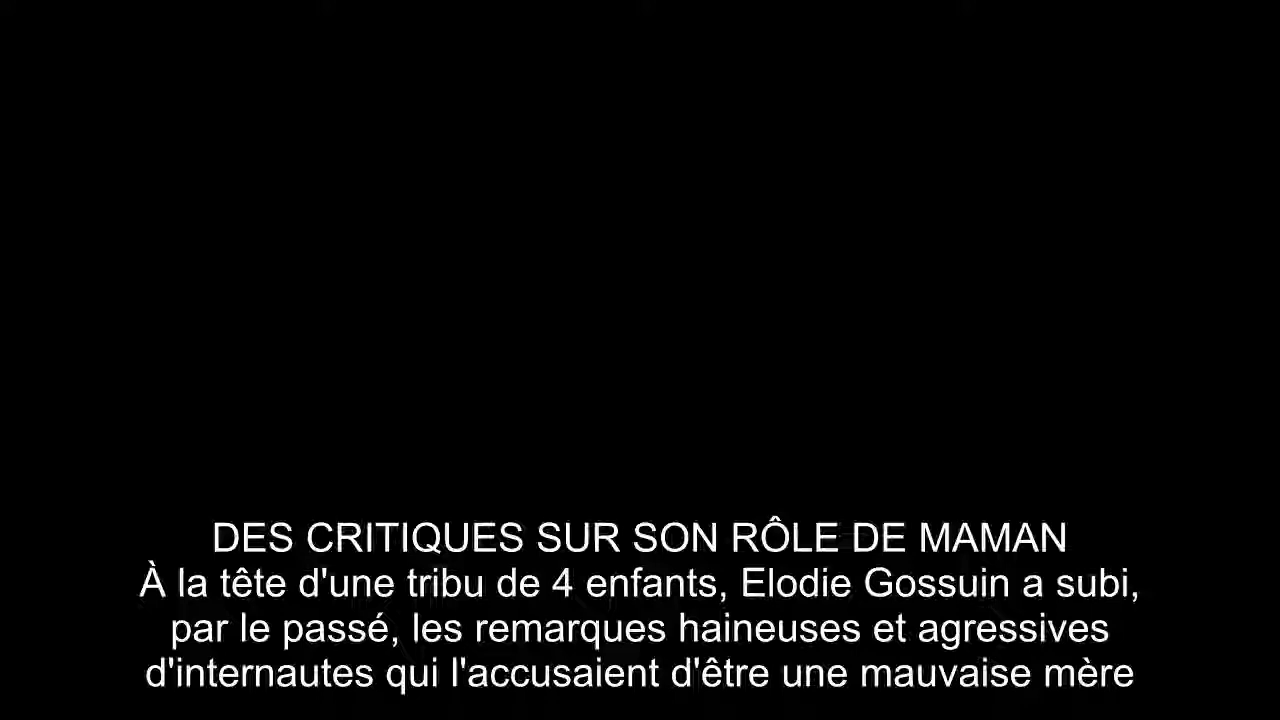 DES CRITIQUES SUR SON RÔLE DE MAMAN
À la tête d'une tribu de 4 enfants, Elodie Gossuin a subi,
par le passé, les remarques haineuses et agressives
d'internautes qui l'accusaient d'être une mauvaise mère